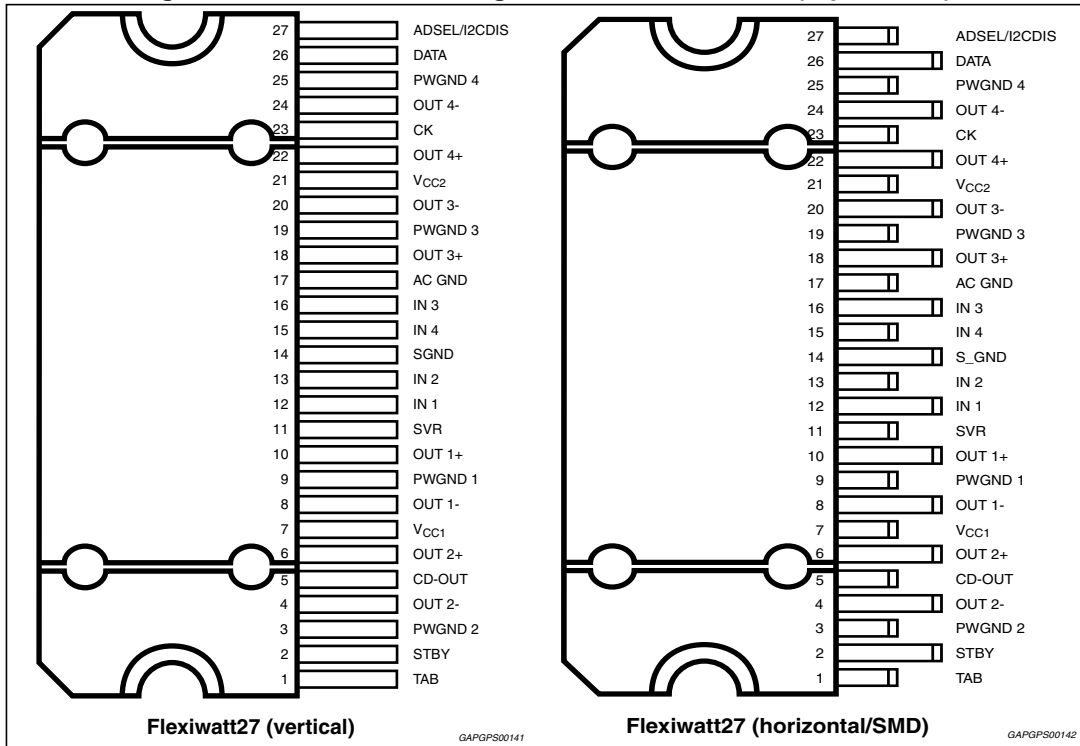 27 ADSEL/I2CDIS
26 DATA
25 PWGND 4
24 OUT 4-
23 CK
22 OUT 4+
21 VCC2
20 OUT 3-
19 PWGND 3
18 OUT 3+
17 AC GND
16 IN 3
15 IN 4
14 SGND
13 IN 2
12 IN 1
11 SVR
10 OUT 1+
9 PWGND 1
8 OUT 1-
7 VCC1
6 OUT 2+
5 CD-OUT
4 OUT 2-
3 PWGND 2
2 STBY
1 TAB
Flexiwatt27 (vertical)
GAPGPS00141
27 ADSEL/I2CDIS
26 DATA
25 PWGND 4
24 OUT 4-
23 CK
22 OUT 4+
21 VCC2
20 OUT 3-
19 PWGND 3
18 OUT 3+
17 AC GND
16 IN 3
15 IN 4
14 S_GND
13 IN 2
12 IN 1
11 SVR
10 OUT 1+
9 PWGND 1
8 OUT 1-
7 VCC1
6 OUT 2+
5 CD-OUT
4 OUT 2-
3 PWGND 2
2 STBY
1 TAB
Flexiwatt27 (horizontal/SMD)
GAPGPS00142